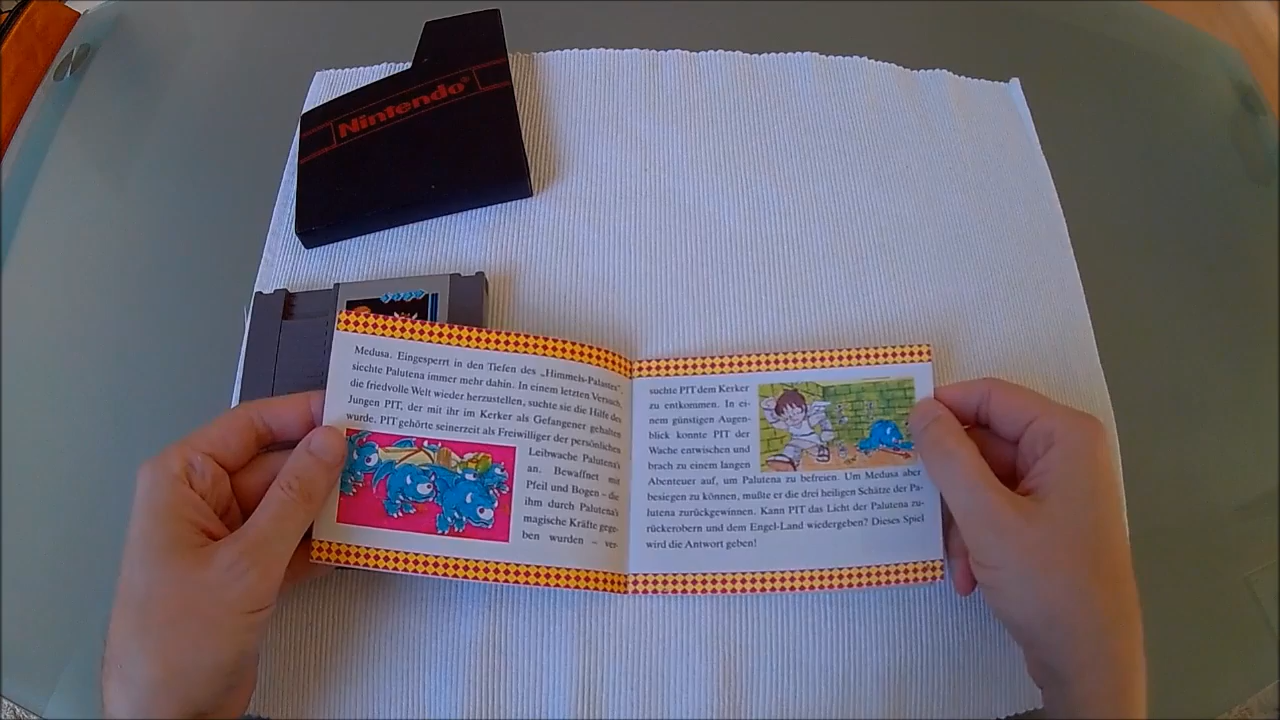 Nintendo®
Medusa. Eingesperrt in den Tiefen des „Himmels-Palastes“,
siechte Palutena immer mehr dahin. In einem letzten Versuch,
die friedvolle Welt wieder herzustellen, suchte sie die Hilfe des
Jungen PIT, der mit ihr im Kerker als Gefangener gehalten
wurde. PIT gehörte seinerzeit als Freiwilliger der persönlichen
Leibwache Palutena's
an. Bewaffnet mit
Pfeil und Bogen – die
ihm durch Palutena's
magische Kräfte gege-
ben wurden – ver-
suchte PIT dem Kerker
zu entkommen. In ei-
nem günstigen Augen-
blick konnte PIT der
Wache entwischen und
brach zu einem langen
Abenteuer auf, um Palutena zu befreien. Um Medusa aber
besiegen zu können, mußte er die drei heiligen Schätze der Pa-
lutena zurückgewinnen. Kann PIT das Licht der Palutena zu-
rückerobern und dem Engel-Land wiedergeben? Dieses Spiel
wird die Antwort geben!